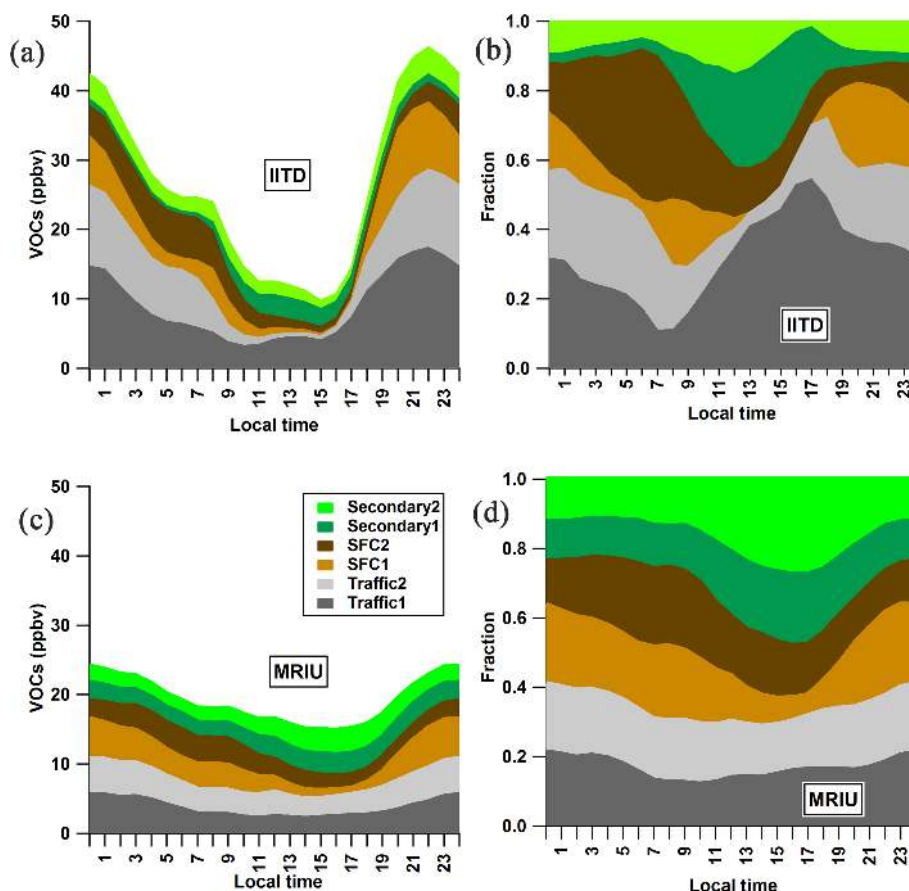 (a)
VOCs (ppbv)
50
40
30
20
10
0
IITD
1 3 5 7 9 11 13 15 17 19 21 23
Local time
(b)
Fraction
1.0
0.8
0.6
0.4
0.2
0.0
IITD
1 3 5 7 9 11 13 15 17 19 21 23
Local time
(c)
VOCs (ppbv)
50
40
30
20
10
0
Secondary2
Secondary1
SFC2
SFC1
Traffic2
Traffic1
MRIU
1 3 5 7 9 11 13 15 17 19 21 23
Local time
(d)
Fraction
1.0
0.8
0.6
0.4
0.2
0.0
MRIU
1 3 5 7 9 11 13 15 17 19 21 23
Local time